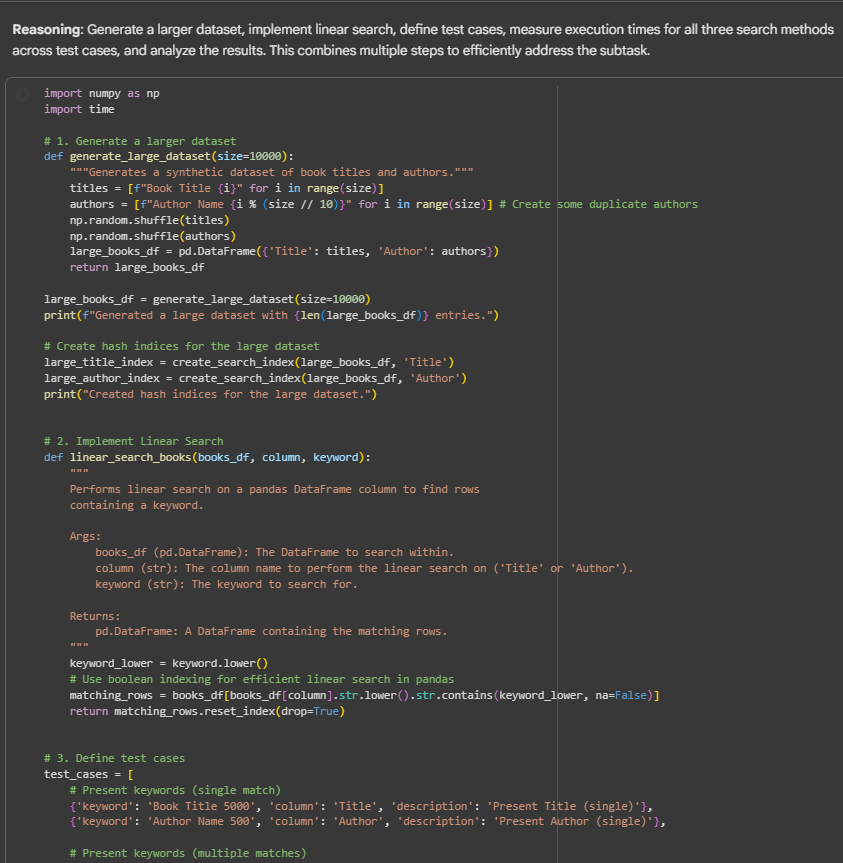 Reasoning: Generate a larger dataset, implement linear search, define test cases, measure execution times for all three search methods
across test cases, and analyze the results. This combines multiple steps to efficiently address the subtask.
import numpy as np
import time
# 1. Generate a larger dataset
def generate_large_dataset(size=10000):
    """Generates a synthetic dataset of book titles and authors."""
    titles = [f"Book Title {i}" for i in range(size)]
    authors = [f"Author Name {i % (size // 10)}" for i in range(size)] # Create some duplicate authors
    np.random.shuffle(titles)
    np.random.shuffle(authors)
    large_books_df = pd.DataFrame({'Title': titles, 'Author': authors})
    return large_books_df
large_books_df = generate_large_dataset(size=10000)
print(f"Generated a large dataset with {len(large_books_df)} entries.")
# Create hash indices for the large dataset
large_title_index = create_search_index(large_books_df, 'Title')
large_author_index = create_search_index(large_books_df, 'Author')
print("Created hash indices for the large dataset.")
# 2. Implement Linear Search
def linear_search_books(books_df, column, keyword):
    """
    Performs linear search on a pandas DataFrame column to find rows
    containing a keyword.
    Args:
        books_df (pd.DataFrame): The DataFrame to search within.
        column (str): The column name to perform the linear search on ('Title' or 'Author').
        keyword (str): The keyword to search for.
    Returns:
        pd.DataFrame: A DataFrame containing the matching rows.
    """
    keyword_lower = keyword.lower()
    # Use boolean indexing for efficient linear search in pandas
    matching_rows = books_df[books_df[column].str.lower().str.contains(keyword_lower, na=False)]
    return matching_rows.reset_index(drop=True)
# 3. Define test cases
test_cases = [
    # Present keywords (single match)
    {'keyword': 'Book Title 5000', 'column': 'Title', 'description': 'Present Title (single)'},
    {'keyword': 'Author Name 500', 'column': 'Author', 'description': 'Present Author (single)'},
    # Present keywords (multiple matches)